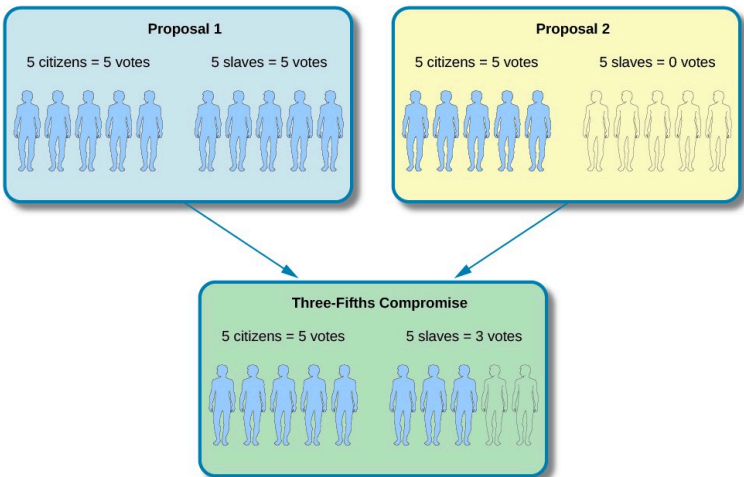 Proposal 1
5 citizens = 5 votes
5 slaves = 5 votes
Proposal 2
5 citizens = 5 votes
5 slaves = 0 votes
Three-Fifths Compromise
5 citizens = 5 votes
5 slaves = 3 votes